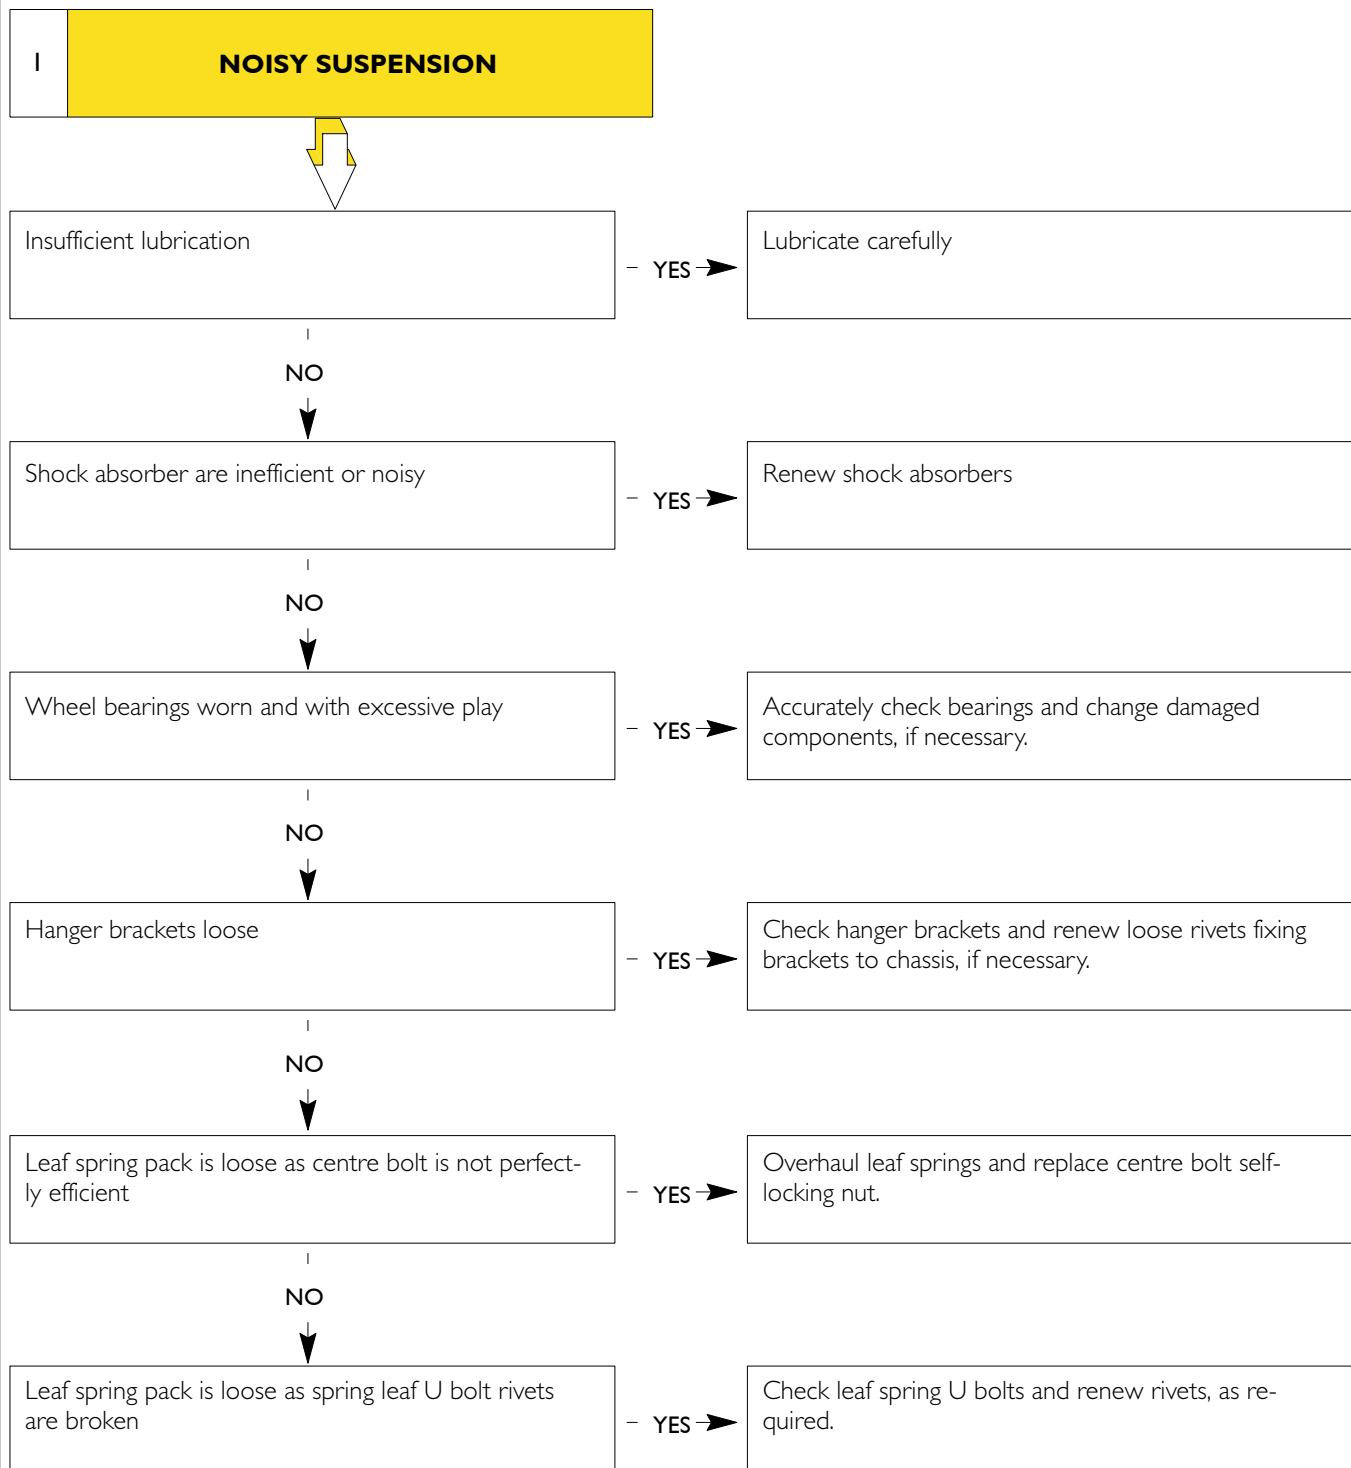 1
NOISY SUSPENSION
Insufficient lubrication
YES
Lubricate carefully
NO
Shock absorber are inefficient or noisy
YES
Renew shock absorbers
NO
Wheel bearings worn and with excessive play
YES
Accurately check bearings and change damaged
components, if necessary.
NO
Hanger brackets loose
YES
Check hanger brackets and renew loose rivets fixing
brackets to chassis, if necessary.
NO
Leaf spring pack is loose as centre bolt is not perfect-
ly efficient
YES
Overhaul leaf springs and replace centre bolt self-
locking nut.
NO
Leaf spring pack is loose as spring leaf U bolt rivets
are broken
YES
Check leaf spring U bolts and renew rivets, as re-
quired.